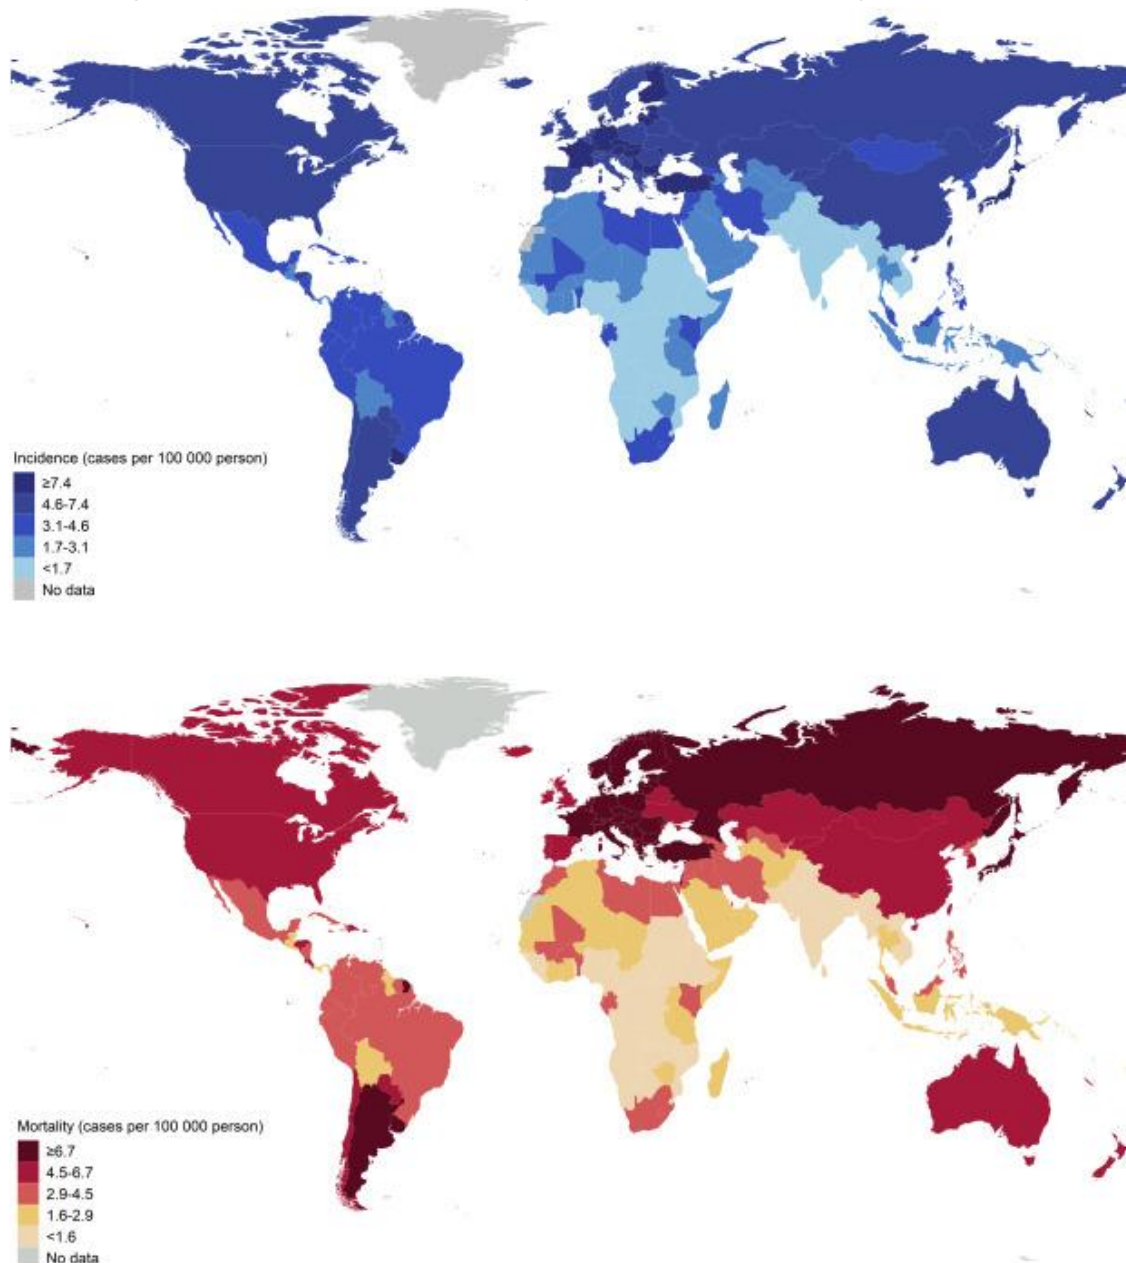 Incidence (cases per 100 000 person)
≥7.4
4.6-7.4
3.1-4.6
1.7-3.1
<1.7
No data
Mortality (cases per 100 000 person)
≥6.7
4.5-6.7
2.9-4.5
1.6-2.9
<1.6
No data